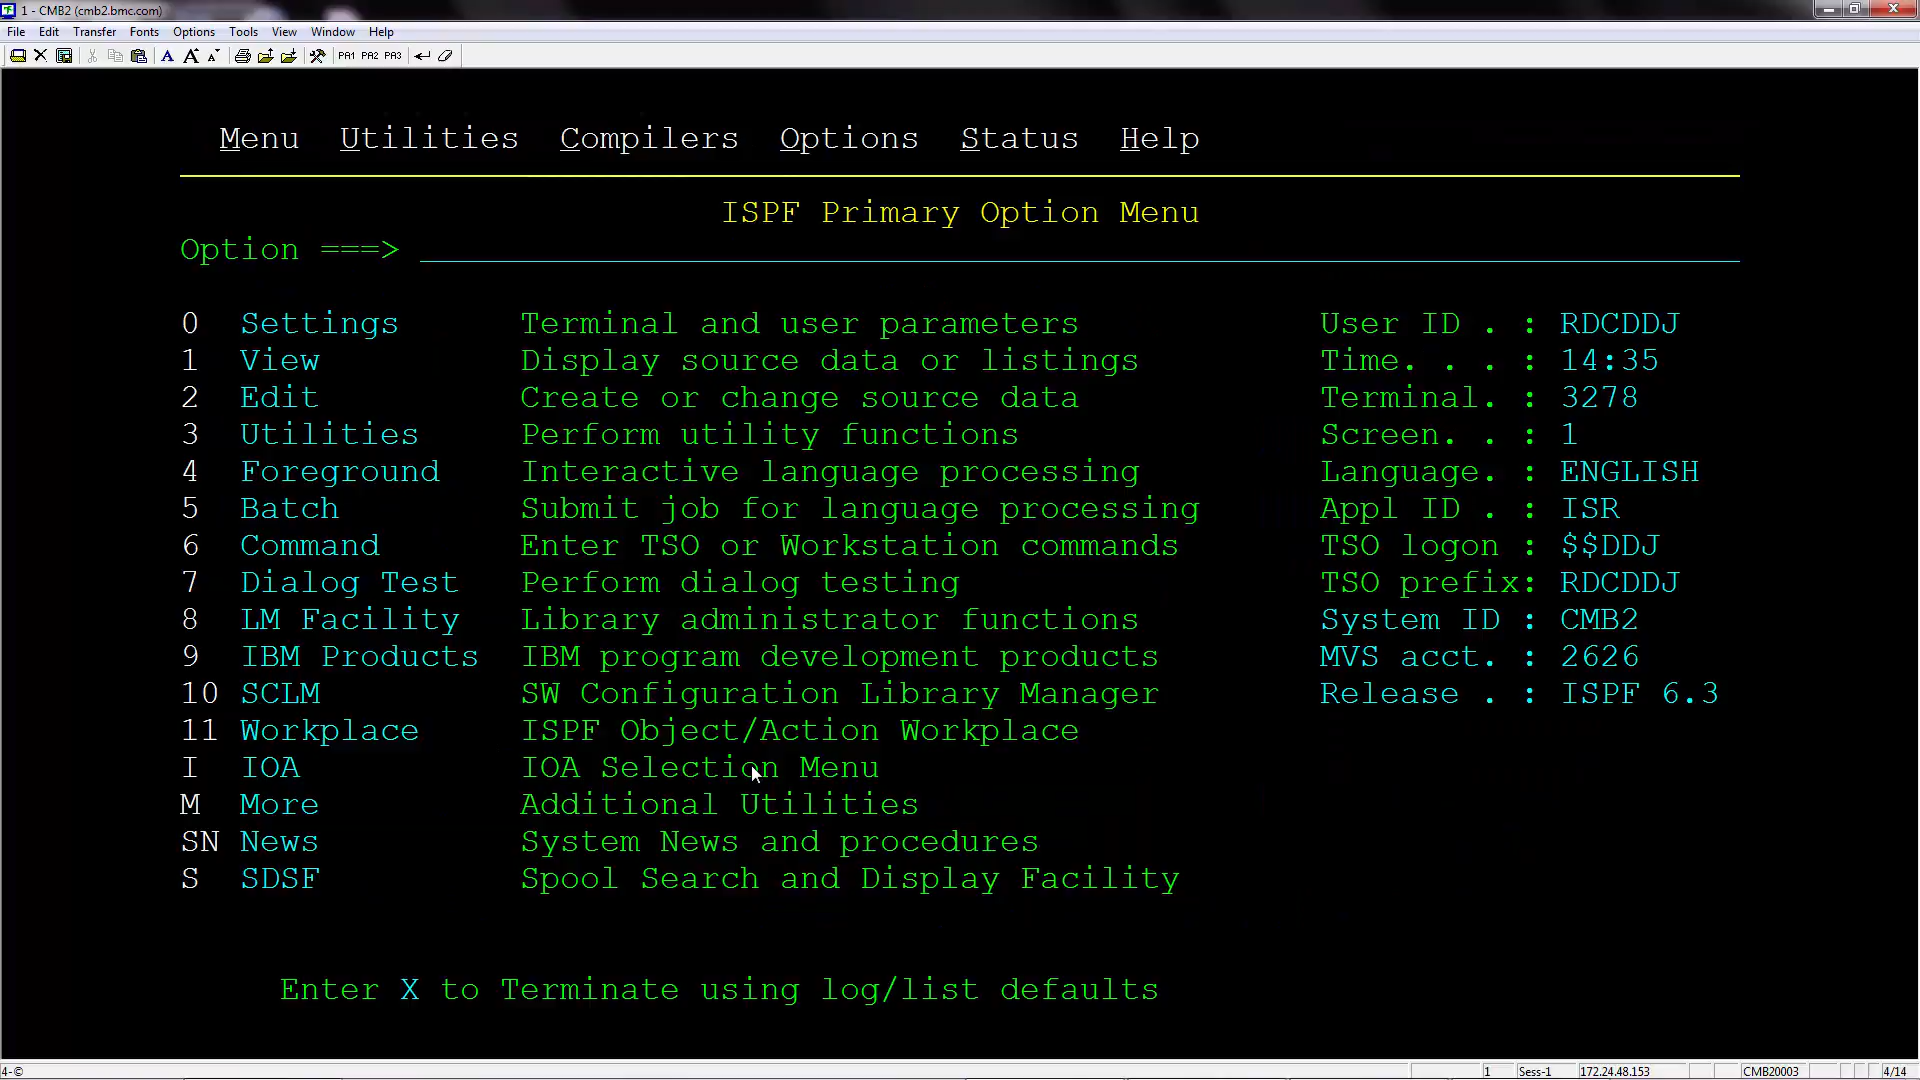 1 - CMB2 (cmb2.bmc.com)
File Edit Transfer Fonts Options Tools View Window Help
PA1 PA2 PA3
Menu Utilities Compilers Options Status Help
ISPF Primary Option Menu
Option ===>
0 Settings Terminal and user parameters User ID . : RDCDDJ
1 View Display source data or listings Time. . . : 14:35
2 Edit Create or change source data Terminal. : 3278
3 Utilities Perform utility functions Screen. . : 1
4 Foreground Interactive language processing Language. : ENGLISH
5 Batch Submit job for language processing Appl ID . : ISR
6 Command Enter TSO or Workstation commands TSO logon : $$DDJ
7 Dialog Test Perform dialog testing TSO prefix: RDCDDJ
8 LM Facility Library administrator functions System ID : CMB2
9 IBM Products IBM program development products MVS acct. : 2626
10 SCLM SW Configuration Library Manager Release . : ISPF 6.3
11 Workplace ISPF Object/Action Workplace
I IOA IOA Selection Menu
M More Additional Utilities
SN News System News and procedures
S SDSF Spool Search and Display Facility
Enter X to Terminate using log/list defaults
4-© 1 Sess-1 172.24.48.153 CMB20003 4/14